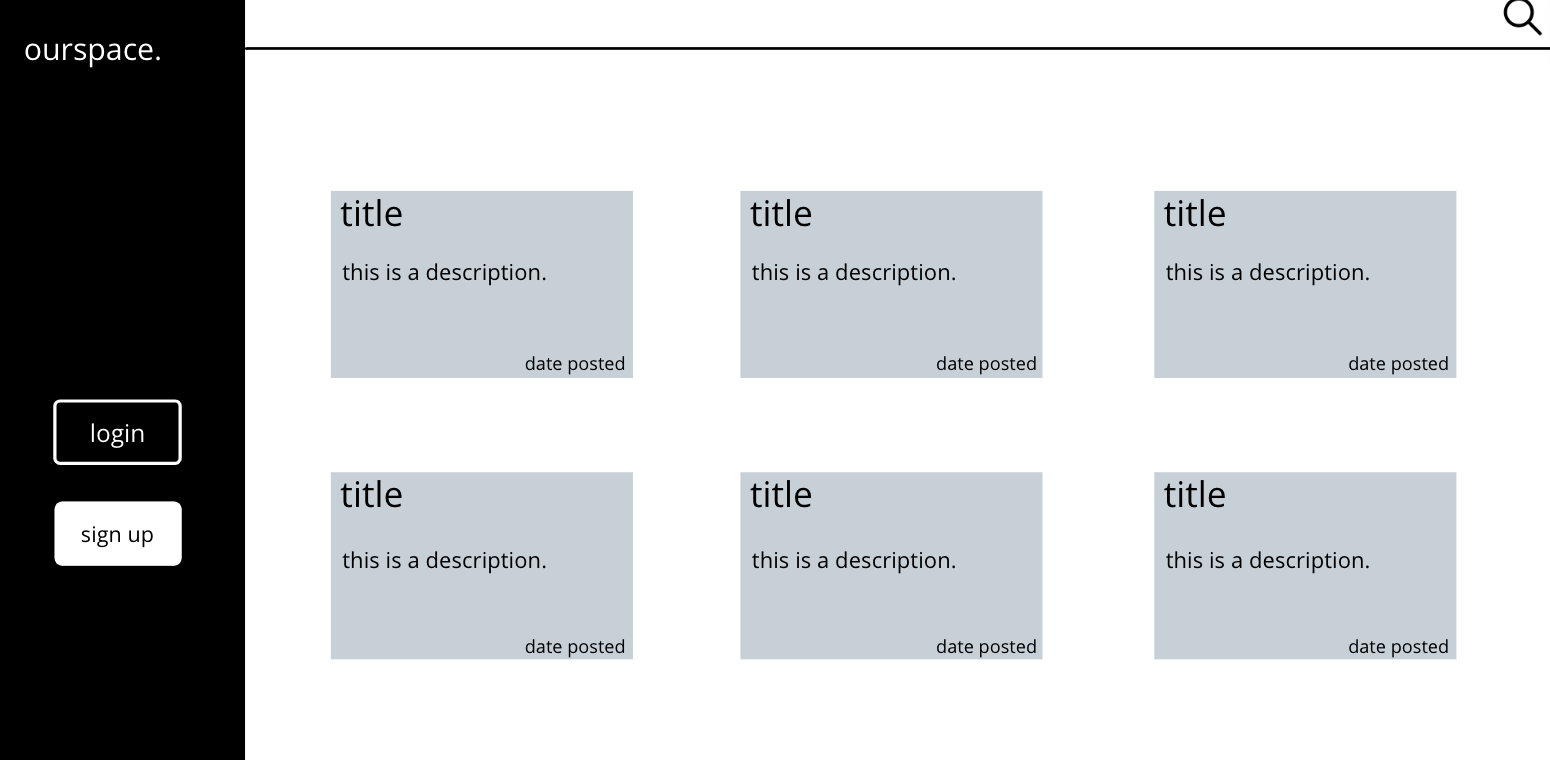 ourspace.
login
sign up
title
this is a description.
date posted
title
this is a description.
date posted
title
this is a description.
date posted
title
this is a description.
date posted
title
this is a description.
date posted
title
this is a description.
date posted